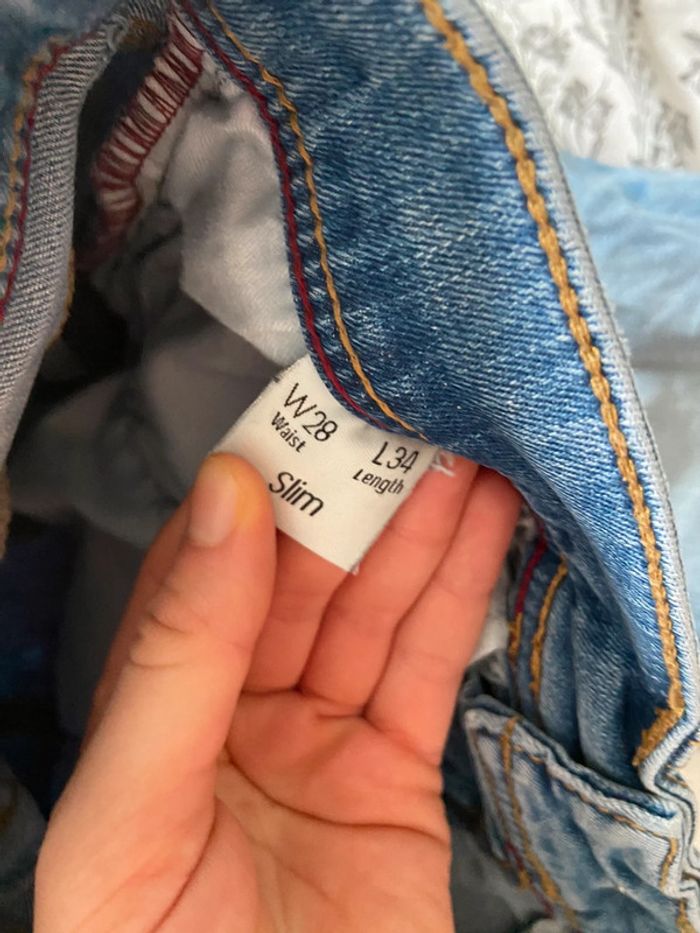 W28 L34
Waist Length
Slim